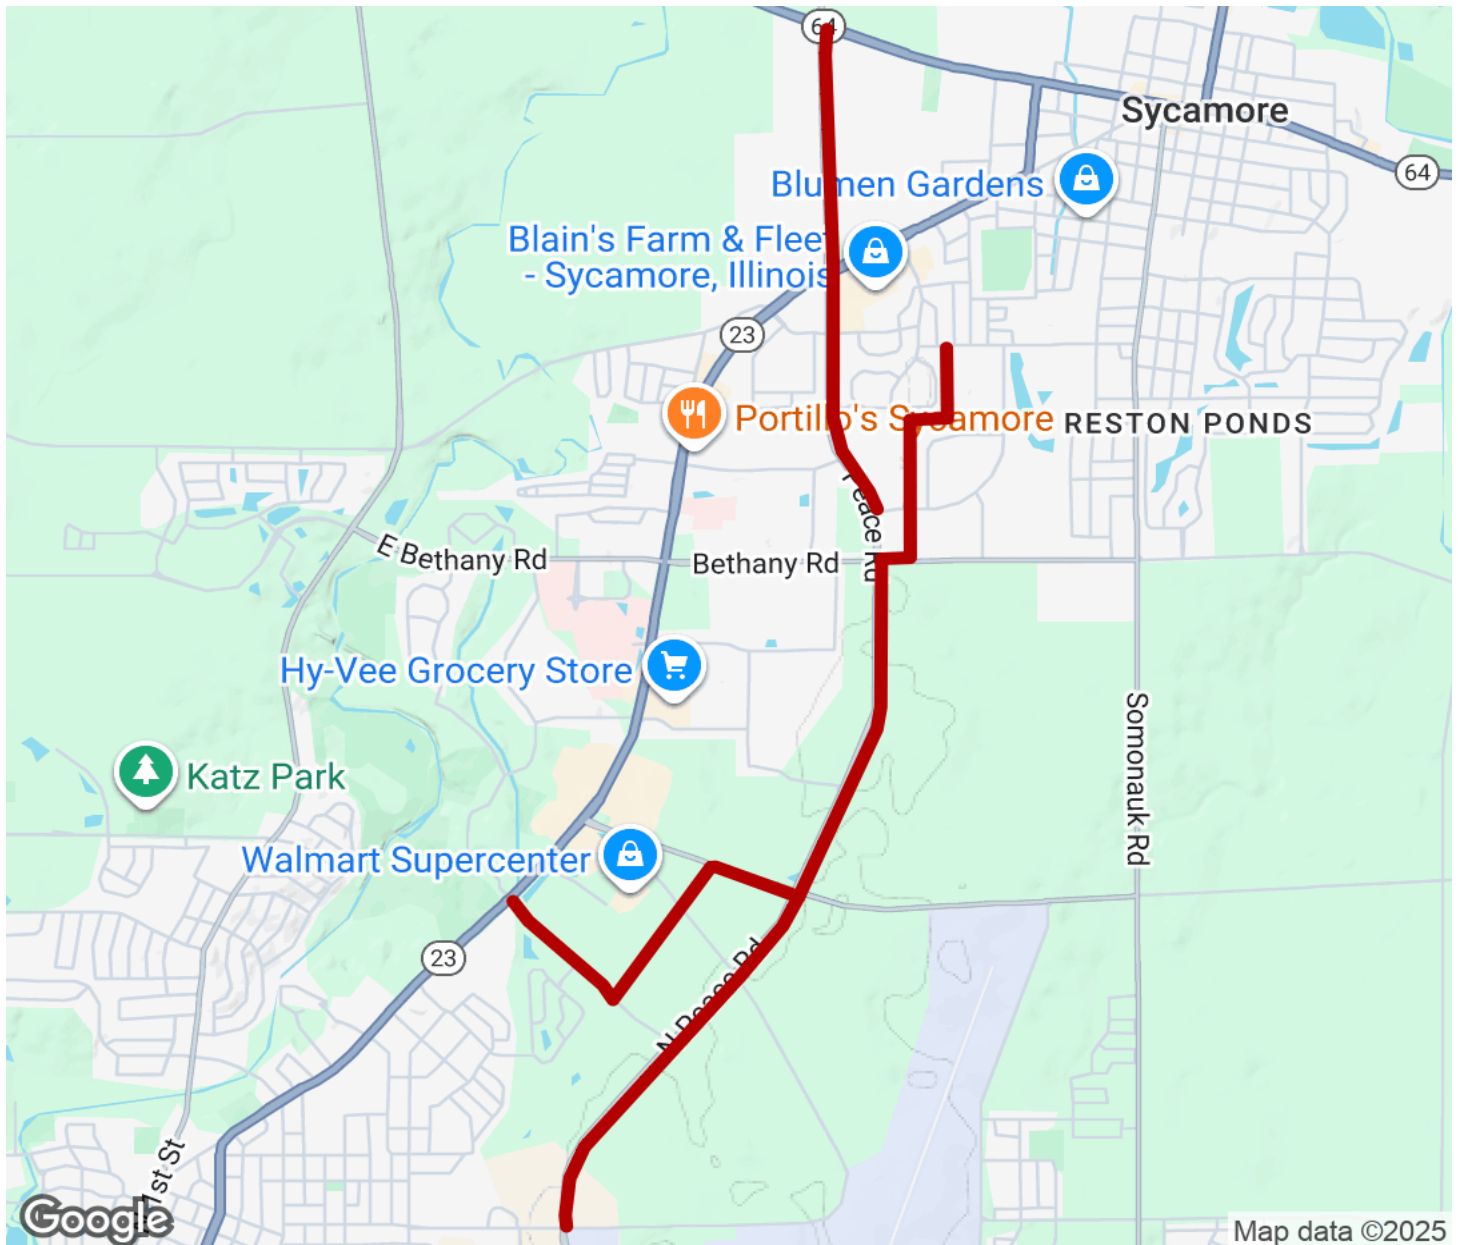 64
Sycamore
64
Blumen Gardens
Blain's Farm & Fleet
- Sycamore, Illinois
23
Portillo's Sycamore
RESTON PONDS
Peace Rd
E Bethany Rd
Bethany Rd
Hy-Vee Grocery Store
Somonauk Rd
Katz Park
Walmart Supercenter
23
N Peace Rd
1st St
Google
Map data ©2025